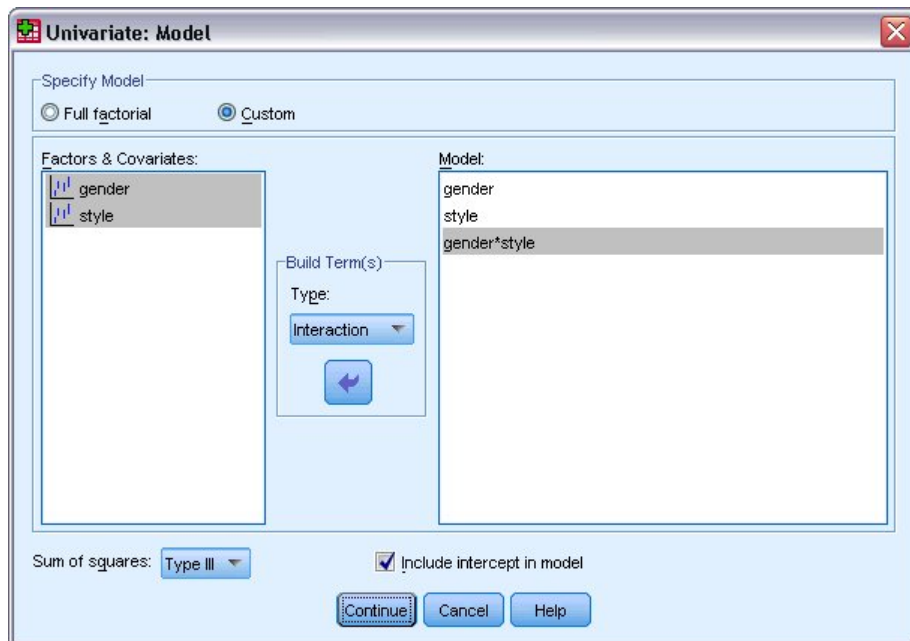 Univariate: Model
Specify Model
Full factorial
Custom
Factors & Covariates:
gender
style
Build Term(s)
Type:
Interaction
Model:
gender
style
gender*style
Sum of squares: Type III
Include intercept in model
Continue Cancel Help